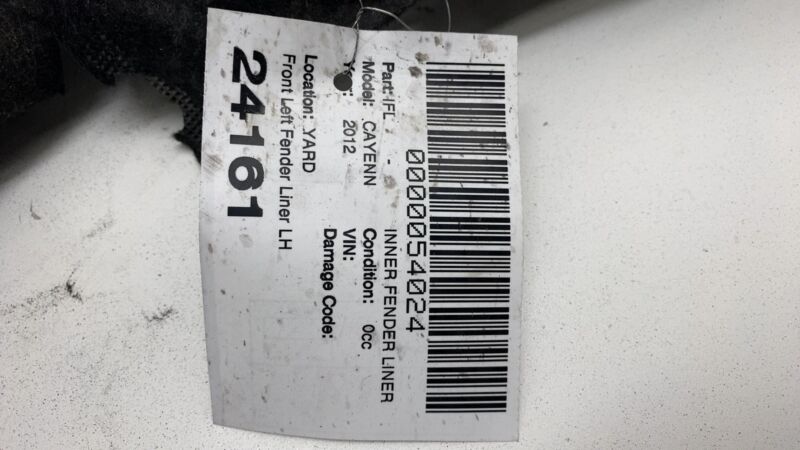 0000054024
Part: IFL - INNER FENDER LINER
Model: CAYENN Condition: 0cc
2012 VIN:
Damage Code:
Location: YARD
Front Left Fender Liner LH
24161